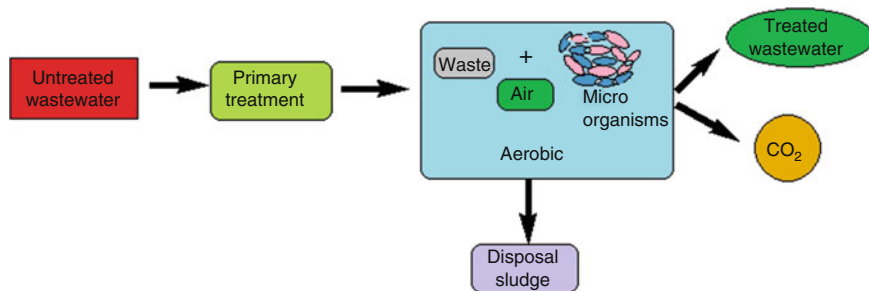 Untreated
wastewater
Primary
treatment
Waste
+
Air
Micro
organisms
Aerobic
Treated
wastewater
CO₂
Disposal
sludge